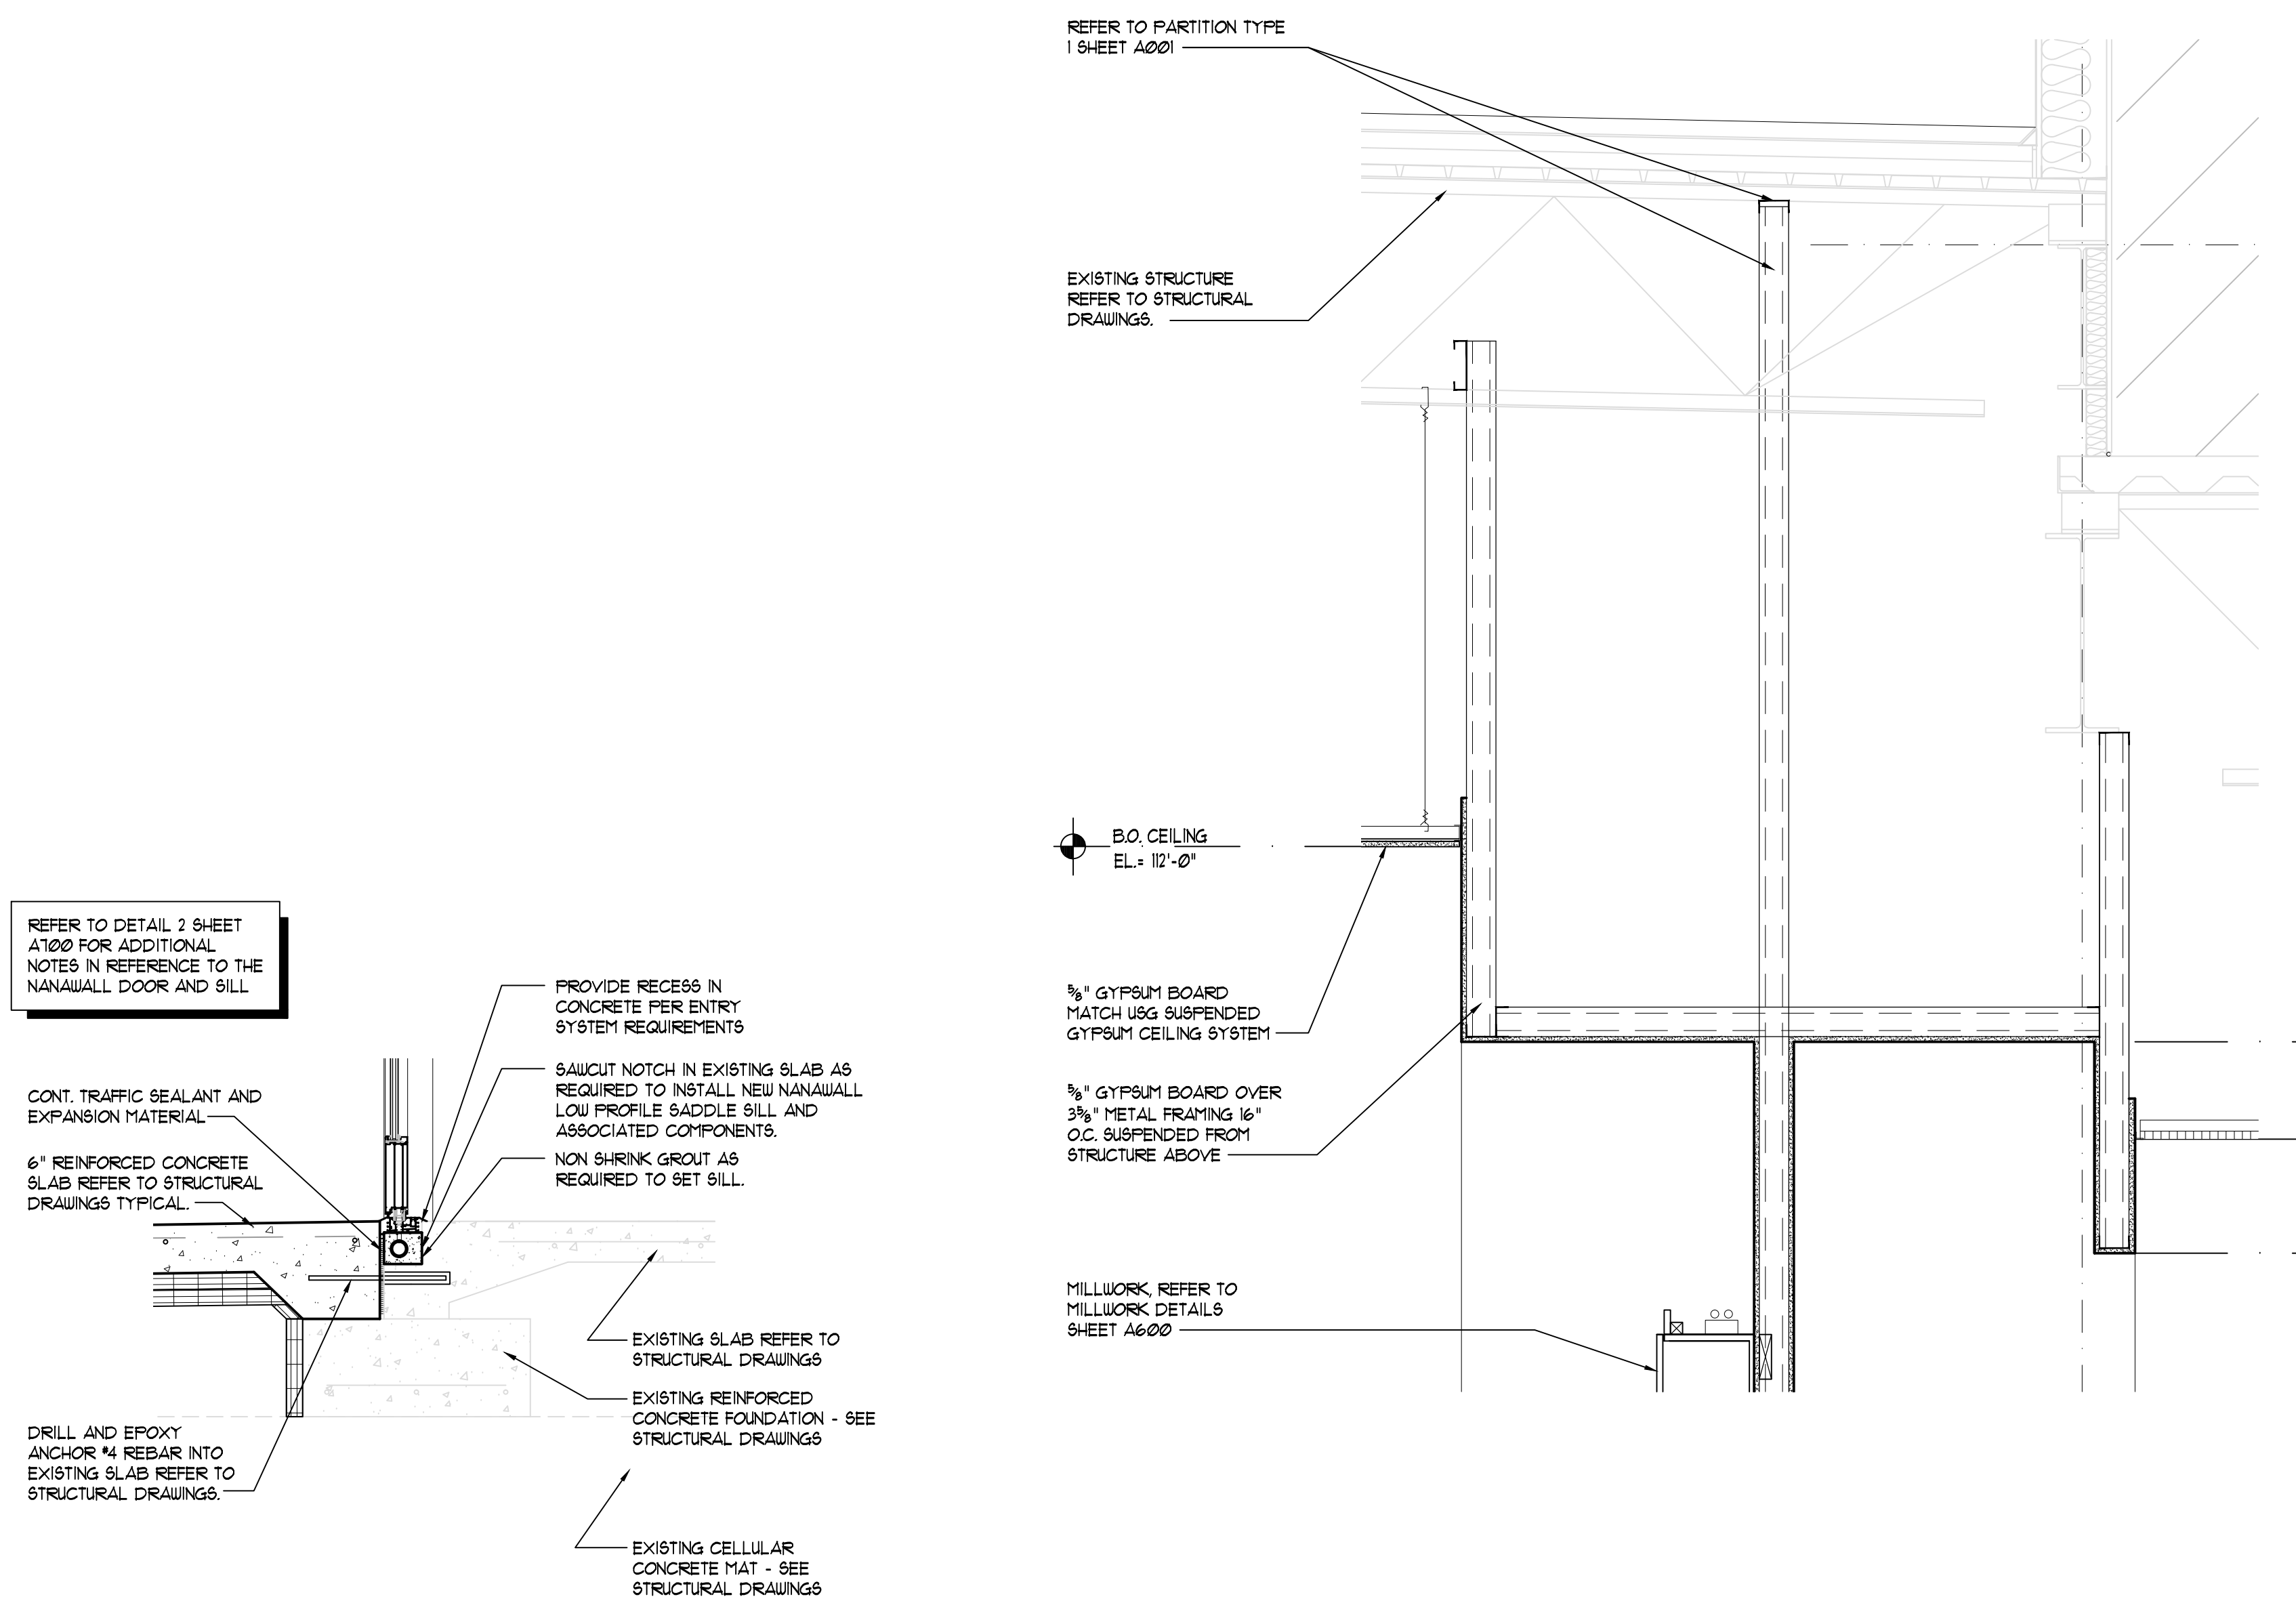 REFER TO PARTITION TYPE
1 SHEET A001
EXISTING STRUCTURE
REFER TO STRUCTURAL
DRAWINGS.
B.O. CEILING
EL.= 112'-0"
5/8" GYPSUM BOARD
MATCH USG SUSPENDED
GYPSUM CEILING SYSTEM
5/8" GYPSUM BOARD OVER
3 5/8" METAL FRAMING 16"
O.C. SUSPENDED FROM
STRUCTURE ABOVE
MILLWORK, REFER TO
MILLWORK DETAILS
SHEET A600
REFER TO DETAIL 2 SHEET
A700 FOR ADDITIONAL
NOTES IN REFERENCE TO THE
NANAWALL DOOR AND SILL
CONT. TRAFFIC SEALANT AND
EXPANSION MATERIAL
6" REINFORCED CONCRETE
SLAB REFER TO STRUCTURAL
DRAWINGS TYPICAL.
DRILL AND EPOXY
ANCHOR #4 REBAR INTO
EXISTING SLAB REFER TO
STRUCTURAL DRAWINGS.
PROVIDE RECESS IN
CONCRETE PER ENTRY
SYSTEM REQUIREMENTS
SAWCUT NOTCH IN EXISTING SLAB AS
REQUIRED TO INSTALL NEW NANAWALL
LOW PROFILE SADDLE SILL AND
ASSOCIATED COMPONENTS.
NON SHRINK GROUT AS
REQUIRED TO SET SILL.
EXISTING SLAB REFER TO
STRUCTURAL DRAWINGS
EXISTING REINFORCED
CONCRETE FOUNDATION - SEE
STRUCTURAL DRAWINGS
EXISTING CELLULAR
CONCRETE MAT - SEE
STRUCTURAL DRAWINGS